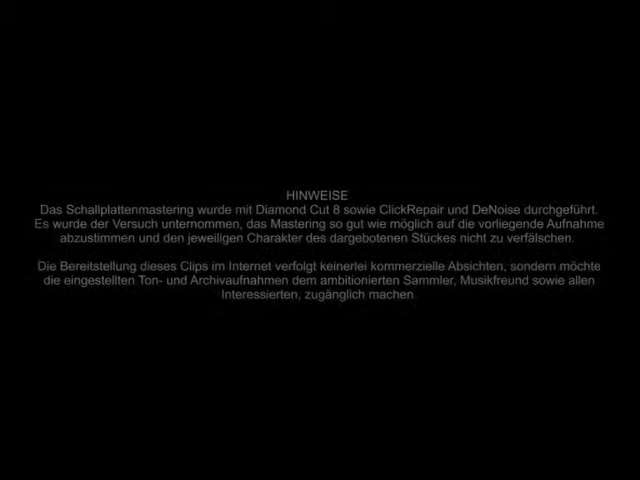 HINWEISE
Das Schallplattenmastering wurde mit Diamond Cut 8 sowie ClickRepair und DeNoise durchgeführt.
Es wurde der Versuch unternommen, das Mastering so gut wie möglich auf die vorliegende Aufnahme
abzustimmen und den jeweiligen Charakter des dargebotenen Stückes nicht zu verfälschen.
Die Bereitstellung dieses Clips im Internet verfolgt keinerlei kommerzielle Absichten, sondern möchte
die eingestellten Ton- und Archivaufnahmen dem ambitionierten Sammler, Musikfreund sowie allen
Interessierten, zugänglich machen